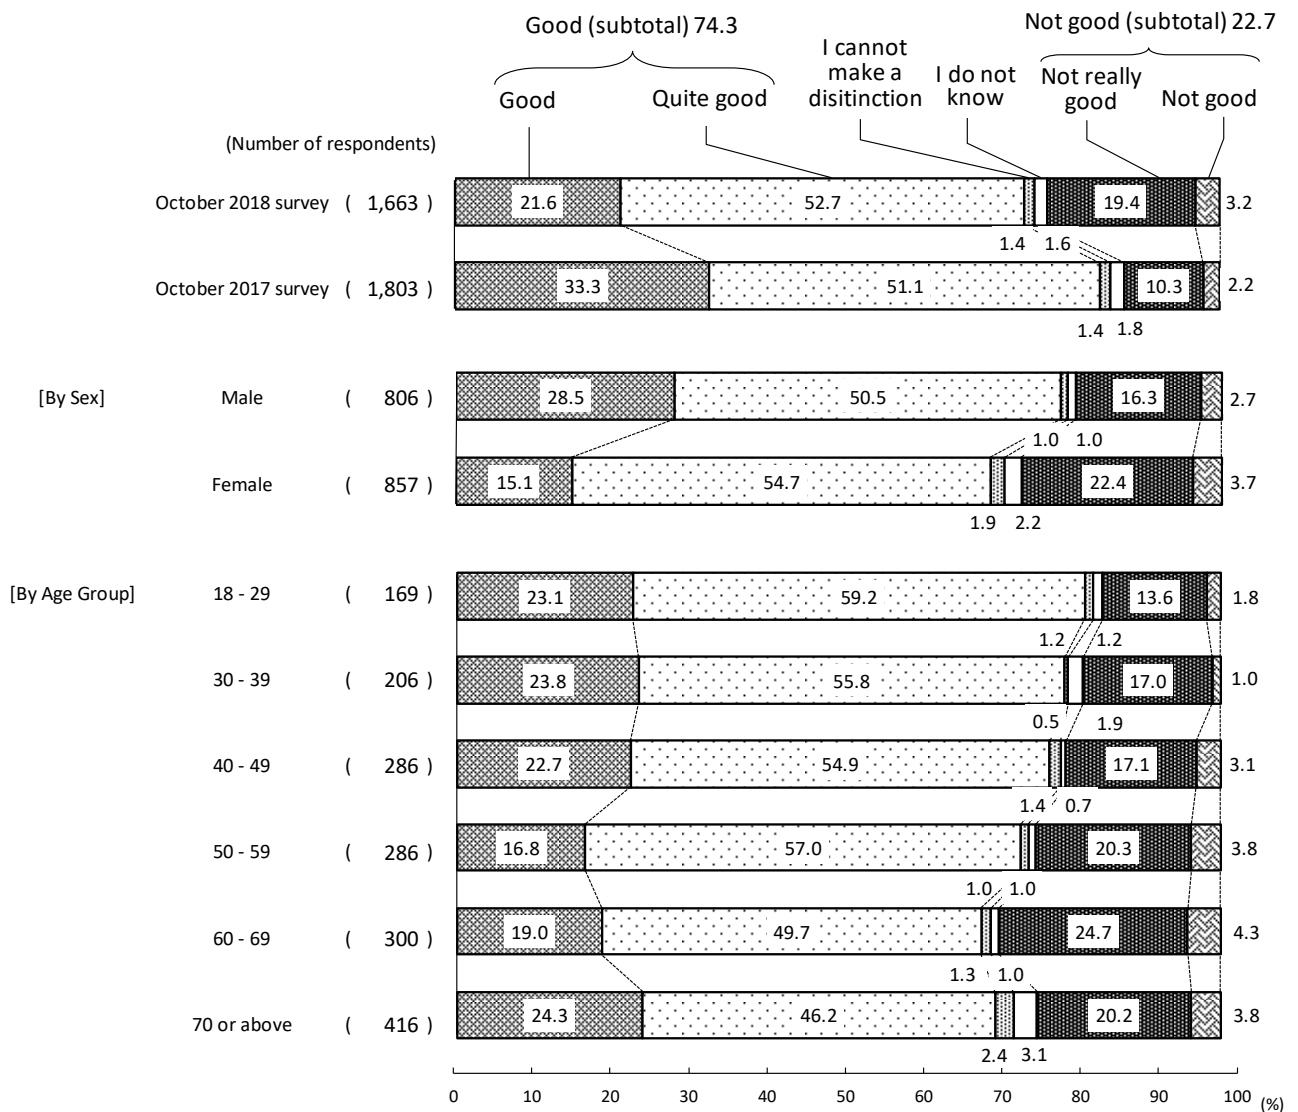 Good (subtotal) 74.3
Not good (subtotal) 22.7
I cannot
make a
disitinction
I do not
know
Not really
good
Good
Quite good
Not good
(Number of respondents)
October 2018 survey ( 1,663 ) 21.6 52.7 19.4 3.2
1.4 1.6
October 2017 survey ( 1,803 ) 33.3 51.1 10.3 2.2
1.4 1.8
[By Sex] Male ( 806 ) 28.5 50.5 16.3 2.7
1.0 1.0
Female ( 857 ) 15.1 54.7 22.4 3.7
1.9 2.2
[By Age Group] 18 - 29 ( 169 ) 23.1 59.2 13.6 1.8
1.2 1.2
30 - 39 ( 206 ) 23.8 55.8 17.0 1.0
0.5 1.9
40 - 49 ( 286 ) 22.7 54.9 17.1 3.1
1.4 0.7
50 - 59 ( 286 ) 16.8 57.0 20.3 3.8
1.0 1.0
60 - 69 ( 300 ) 19.0 49.7 24.7 4.3
1.3 1.0
70 or above ( 416 ) 24.3 46.2 20.2 3.8
2.4 3.1
0 10 20 30 40 50 60 70 80 90 100 (%)